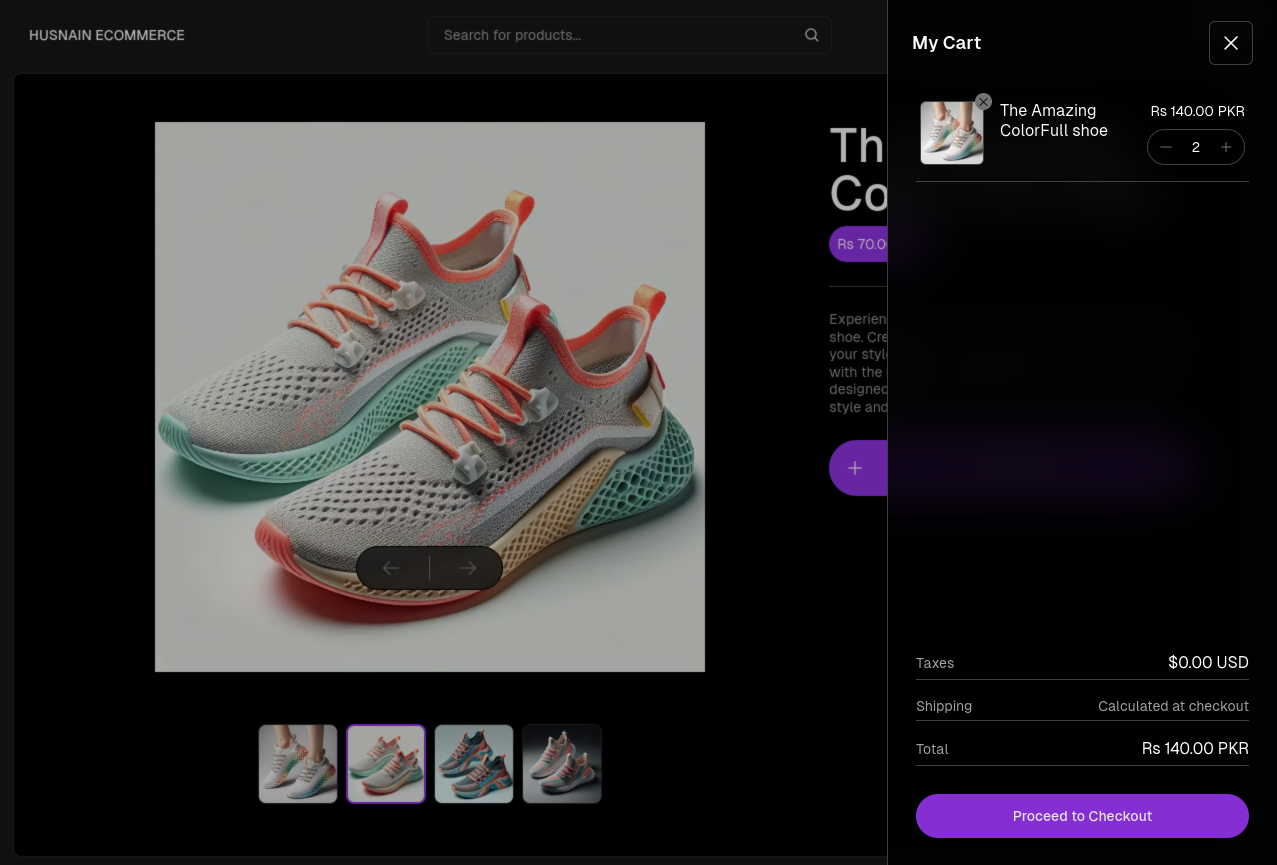 HUSNAIN ECOMMERCE
Search for products...
Th
Co
Rs 70.0
Experien
shoe. Cre
your style
with the
designed
style and
My Cart
The Amazing
ColorFull shoe
Rs 140.00 PKR
2
Taxes
$0.00 USD
Shipping
Calculated at checkout
Total
Rs 140.00 PKR
Proceed to Checkout